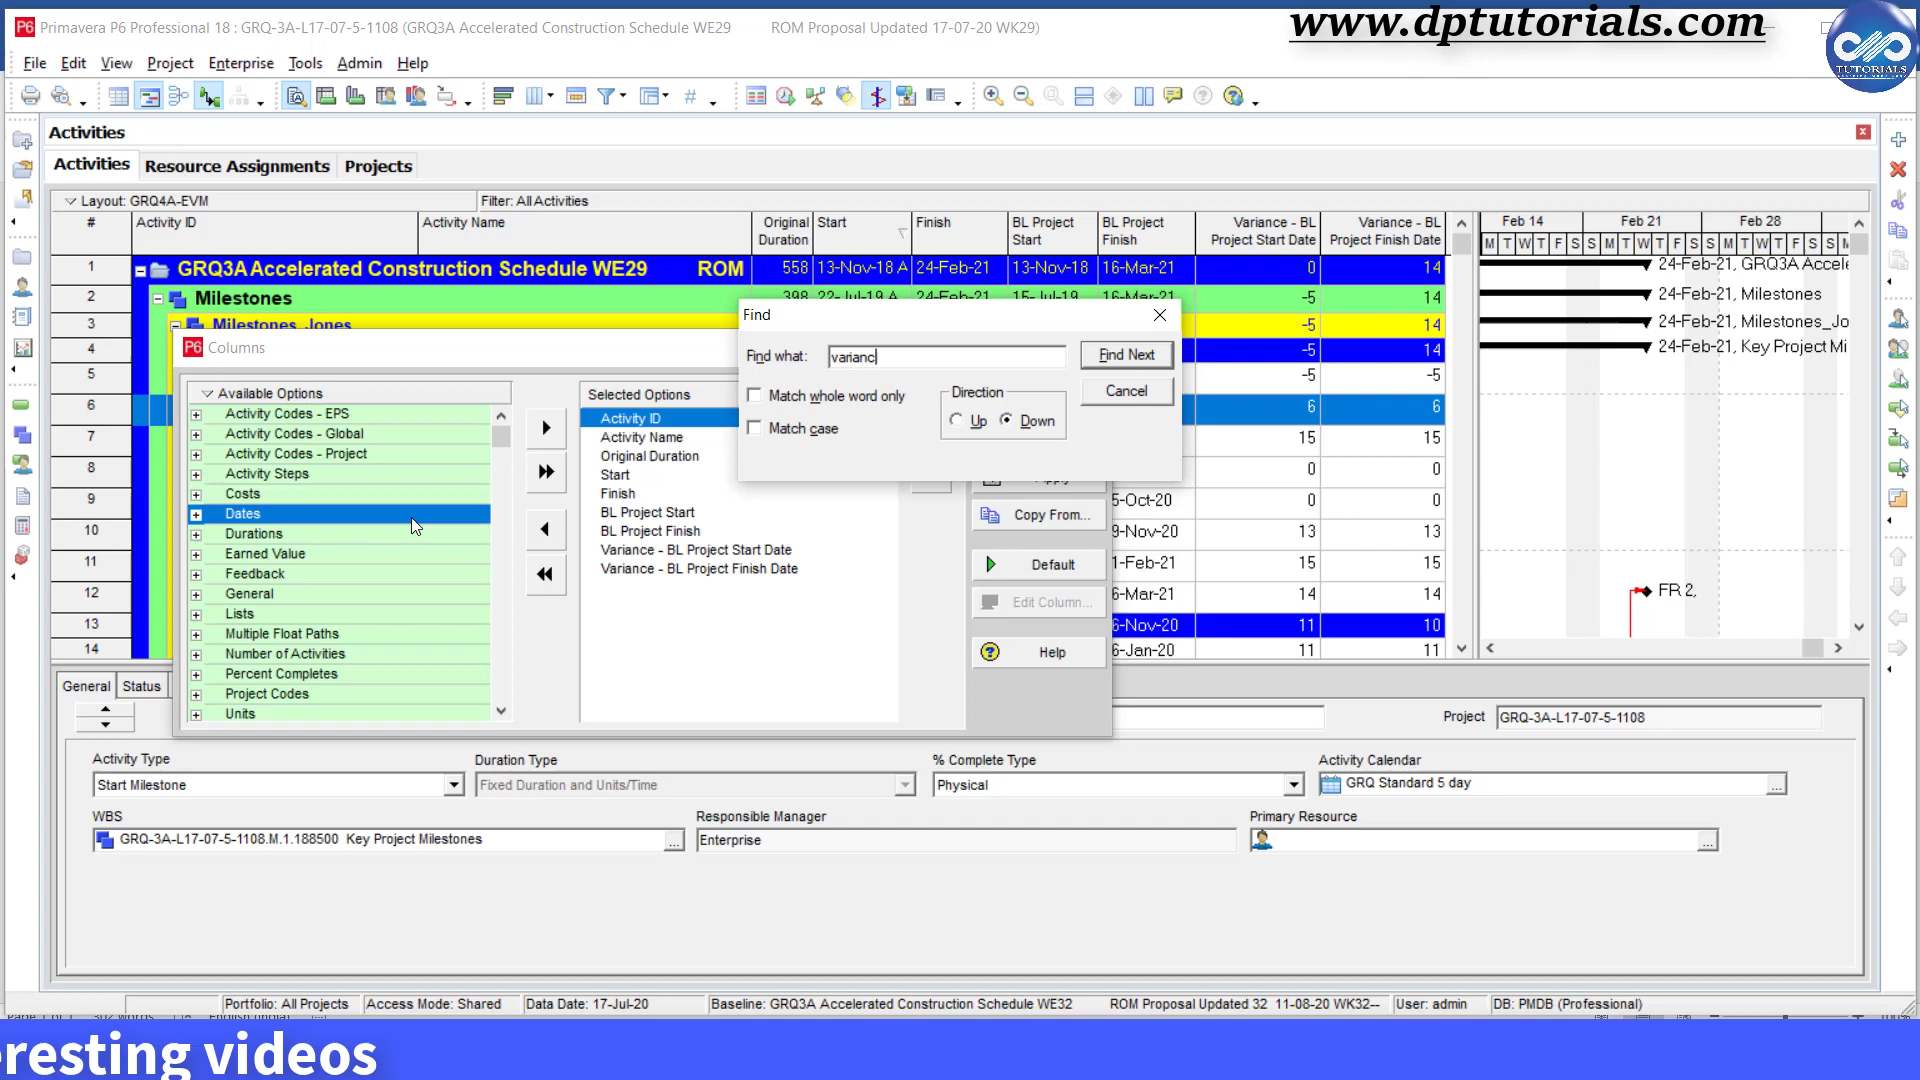 www.dptutorials.com
Primavera P6 Professional 18 : GRQ-3A-L17-07-5-1108 (GRQ3A Accelerated Construction Schedule WE29 ROM Proposal Updated 17-07-20 WK29)
TUTORIALS
File Edit View Project Enterprise Tools Admin Help
Activities
Activities Resource Assignments Projects
Layout: GRQ4A-EVM Filter: All Activities
# Activity ID Activity Name Original Duration Start Finish BL Project Start BL Project Finish Variance - BL Project Start Date Variance - BL Project Finish Date Feb 14 Feb 21 Feb 28
M T W T F S S M T W T F S S M T W T F S S M
1 GRQ3A Accelerated Construction Schedule WE29 ROM 558 13-Nov-18 A 24-Feb-21 13-Nov-18 16-Mar-21 0 14 24-Feb-21, GRQ3A Accele
2 Milestones 398 22-Jul-19 A 24-Feb-21 15-Jul-19 16-Mar-21 -5 14 24-Feb-21, Milestones
3 Milestones_Jones -5 14 24-Feb-21, Milestones_Jo
4 -5 14 24-Feb-21, Key Project Mi
5 -5 -5
6 6 6
7 15 15
8 0 0
9 5-Oct-20 0 0
10 9-Nov-20 13 13
11 1-Feb-21 15 15
12 6-Mar-21 14 14 FR 2,
13 6-Nov-20 11 10
14 6-Jan-20 11 11
Find
Find what: varianc Find Next
Match whole word only Direction Cancel
Match case Up Down
P6 Columns
Available Options
Activity Codes - EPS
Activity Codes - Global
Activity Codes - Project
Activity Steps
Costs
Dates
Durations
Earned Value
Feedback
General
Lists
Multiple Float Paths
Number of Activities
Percent Completes
Project Codes
Units
Selected Options
Activity ID
Activity Name
Original Duration
Start
Finish
BL Project Start
BL Project Finish
Variance - BL Project Start Date
Variance - BL Project Finish Date
Copy From...
Default
Edit Column...
Help
General Status
Project GRQ-3A-L17-07-5-1108
Activity Type Duration Type % Complete Type Activity Calendar
Start Milestone Fixed Duration and Units/Time Physical GRQ Standard 5 day
WBS Responsible Manager Primary Resource
GRQ-3A-L17-07-5-1108.M.1.188500 Key Project Milestones Enterprise
Portfolio: All Projects Access Mode: Shared Data Date: 17-Jul-20 Baseline: GRQ3A Accelerated Construction Schedule WE32 ROM Proposal Updated 32 11-08-20 WK32-- User: admin DB: PMDB (Professional)
eresting videos